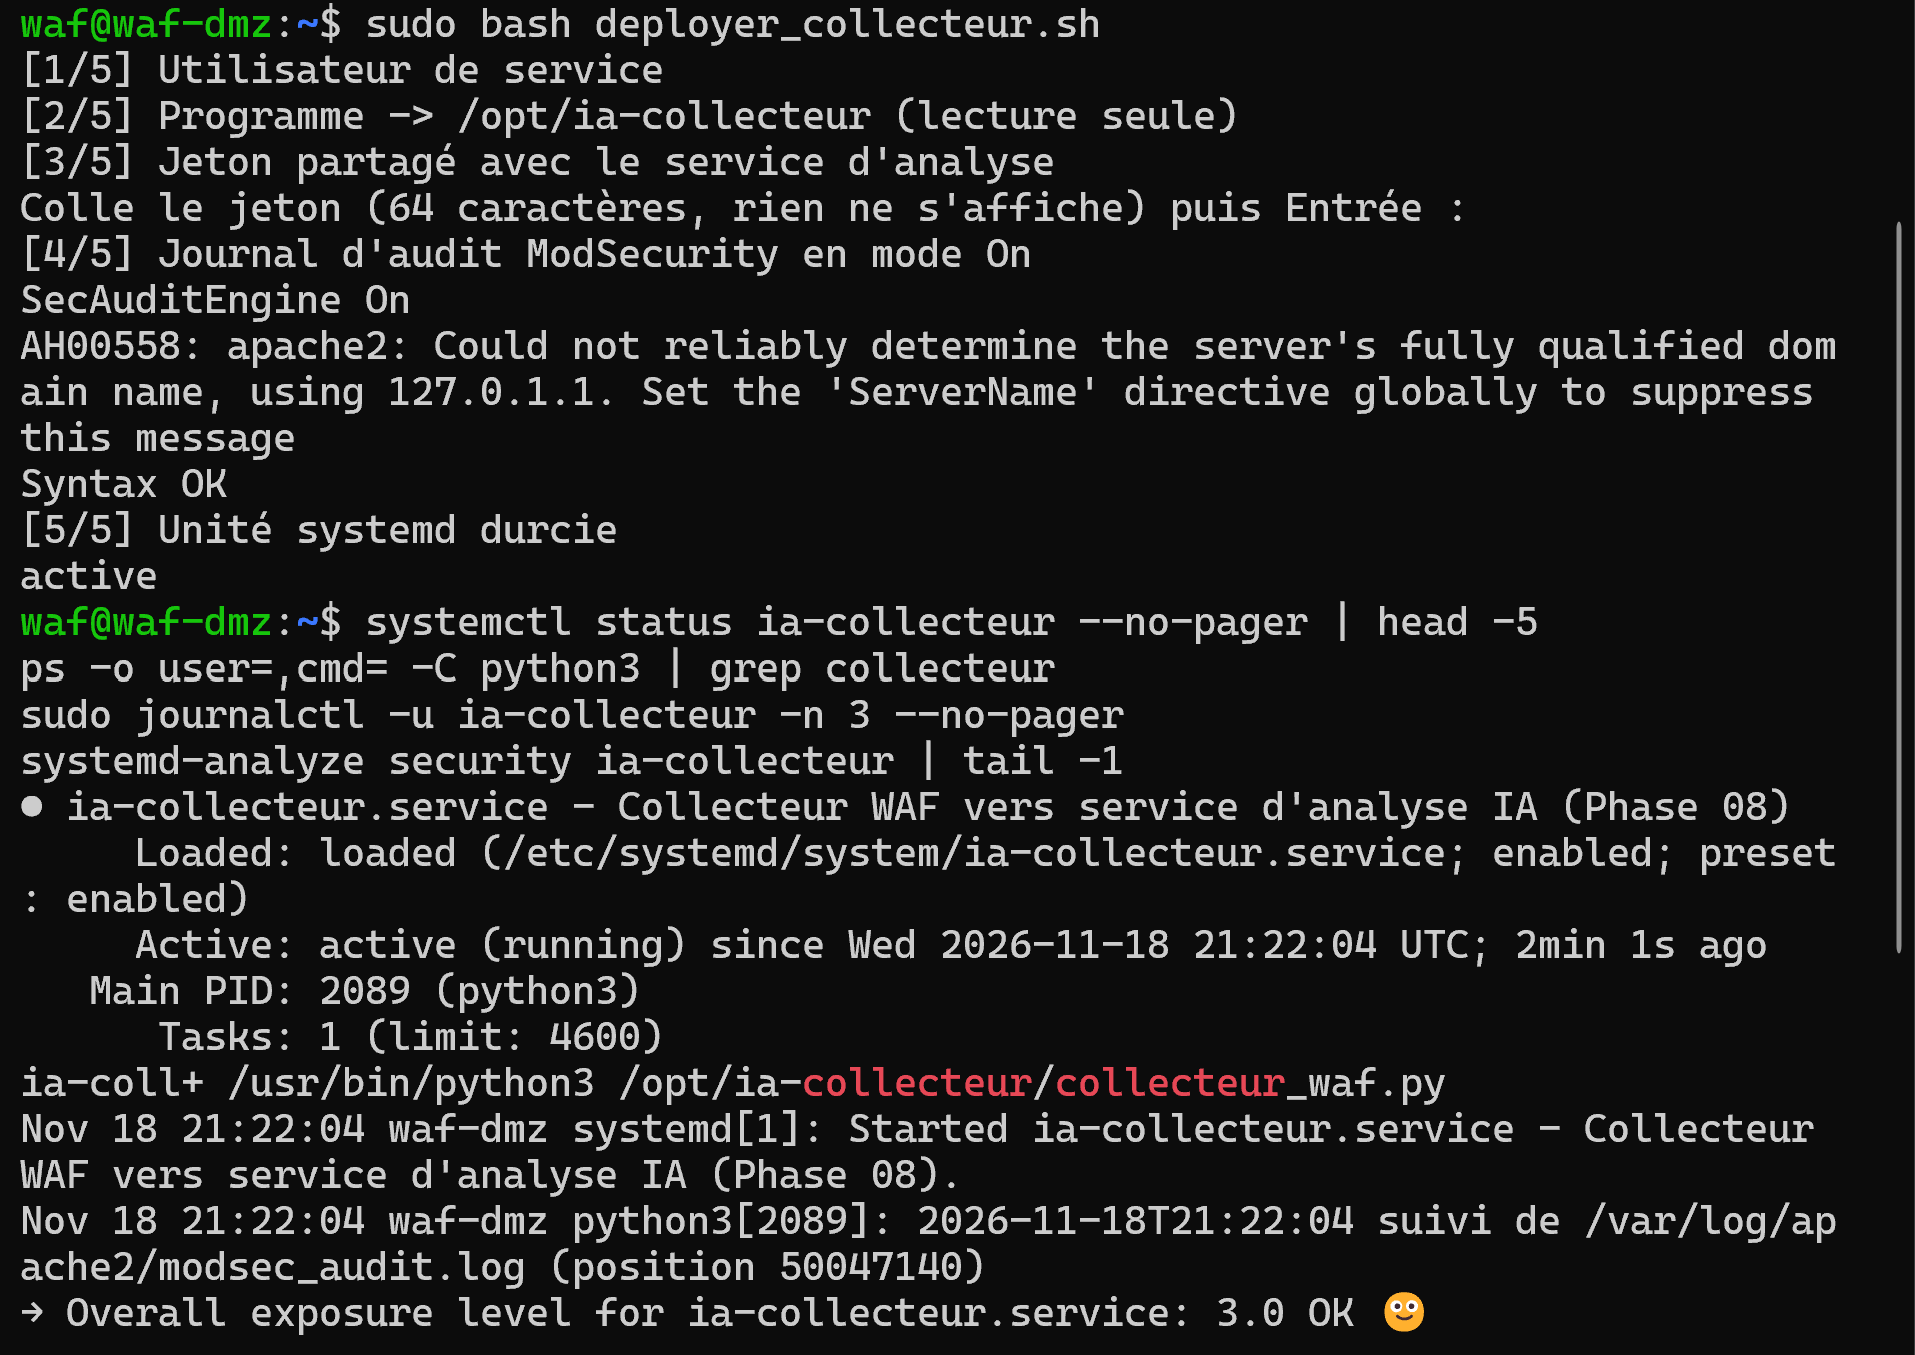 waf@waf-dmz:~$ sudo bash deployer_collecteur.sh
[1/5] Utilisateur de service
[2/5] Programme -> /opt/ia-collecteur (lecture seule)
[3/5] Jeton partagé avec le service d'analyse
Colle le jeton (64 caractères, rien ne s'affiche) puis Entrée :
[4/5] Journal d'audit ModSecurity en mode On
SecAuditEngine On
AH00558: apache2: Could not reliably determine the server's fully qualified dom
ain name, using 127.0.1.1. Set the 'ServerName' directive globally to suppress
this message
Syntax OK
[5/5] Unité systemd durcie
active
waf@waf-dmz:~$ systemctl status ia-collecteur --no-pager | head -5
ps -o user=,cmd= -C python3 | grep collecteur
sudo journalctl -u ia-collecteur -n 3 --no-pager
systemd-analyze security ia-collecteur | tail -1
● ia-collecteur.service - Collecteur WAF vers service d'analyse IA (Phase 08)
     Loaded: loaded (/etc/systemd/system/ia-collecteur.service; enabled; preset
: enabled)
     Active: active (running) since Wed 2026-11-18 21:22:04 UTC; 2min 1s ago
   Main PID: 2089 (python3)
      Tasks: 1 (limit: 4600)
ia-coll+ /usr/bin/python3 /opt/ia-collecteur/collecteur_waf.py
Nov 18 21:22:04 waf-dmz systemd[1]: Started ia-collecteur.service - Collecteur
WAF vers service d'analyse IA (Phase 08).
Nov 18 21:22:04 waf-dmz python3[2089]: 2026-11-18T21:22:04 suivi de /var/log/ap
ache2/modsec_audit.log (position 50047140)
→ Overall exposure level for ia-collecteur.service: 3.0 OK 🙂